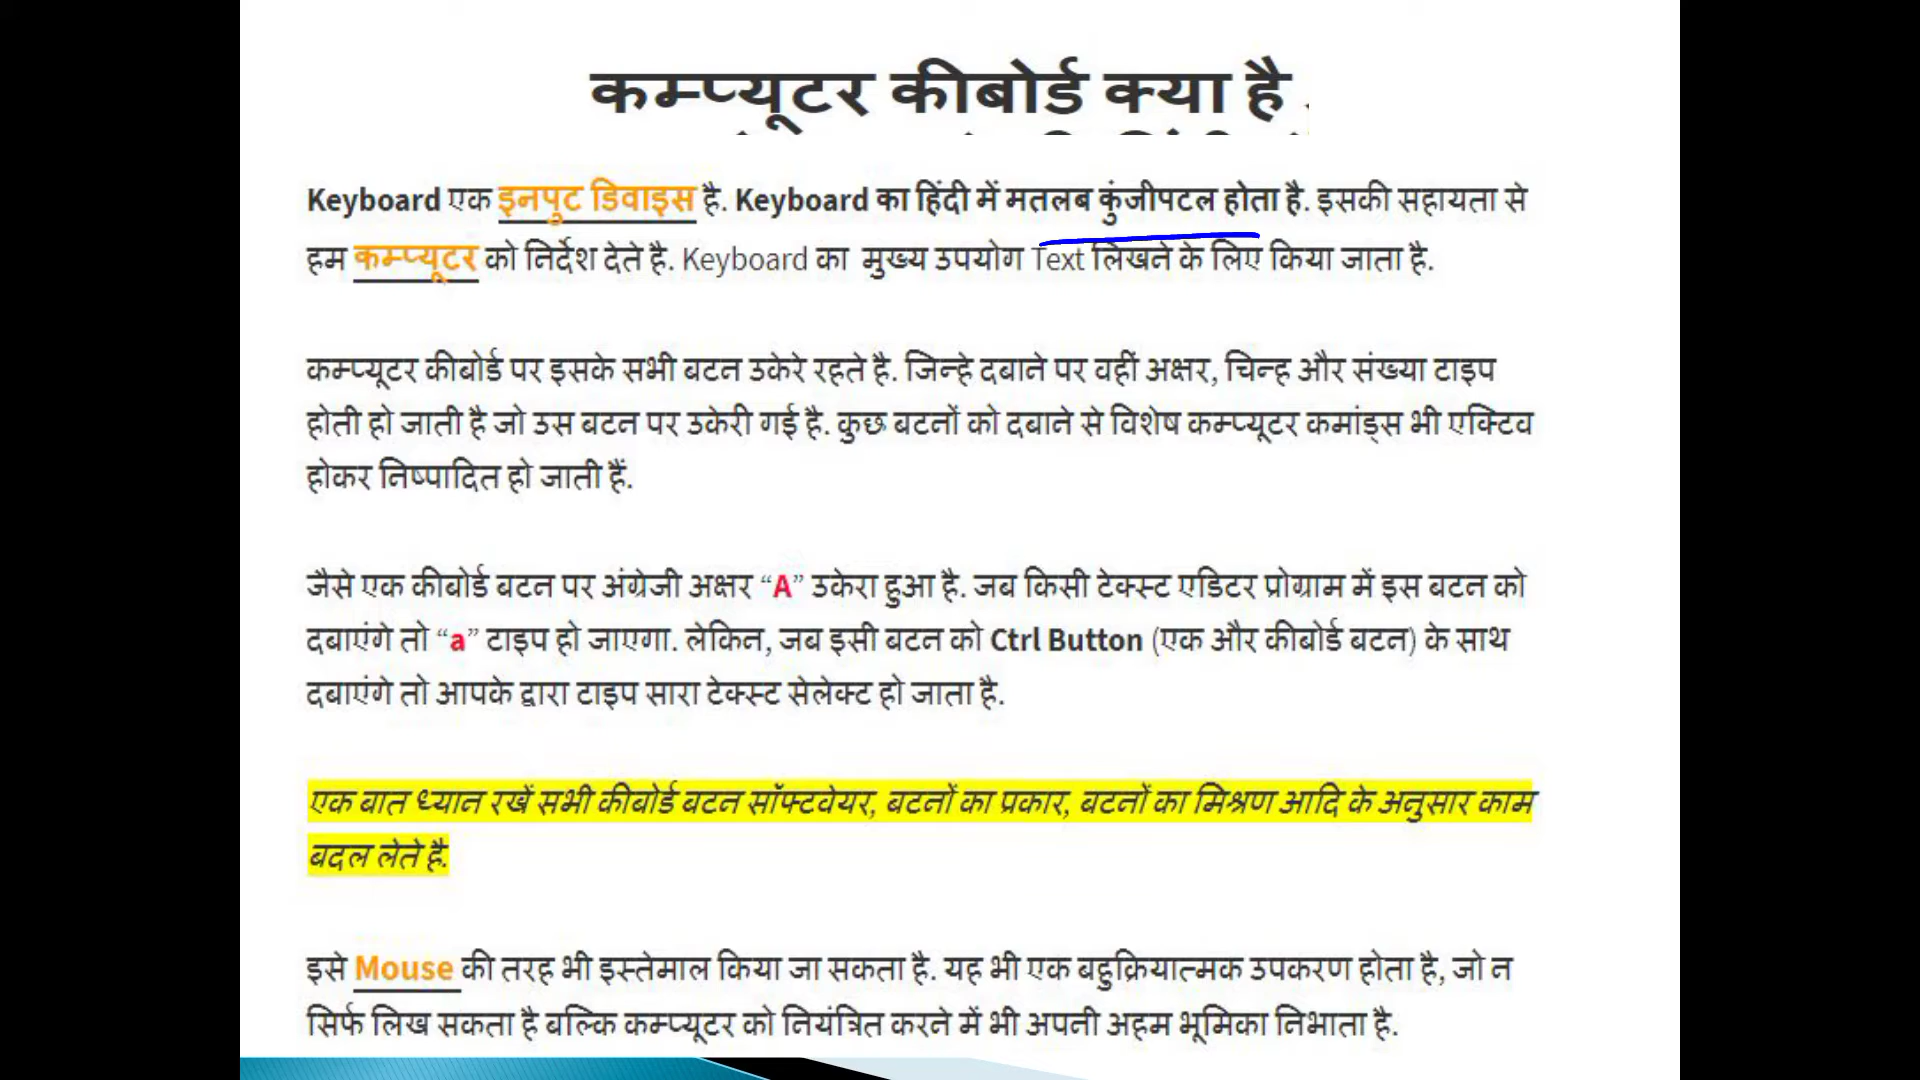 कम्प्यूटर कीबोर्ड क्या है
Keyboard एक इनपुट डिवाइस है. Keyboard का हिंदी में मतलब कुंजीपटल होता है. इसकी सहायता से
हम कम्प्यूटर को निर्देश देते है. Keyboard का मुख्य उपयोग Text लिखने के लिए किया जाता है.
कम्प्यूटर कीबोर्ड पर इसके सभी बटन उकेरे रहते है. जिन्हे दबाने पर वहीं अक्षर, चिन्ह और संख्या टाइप
होती हो जाती है जो उस बटन पर उकेरी गई है. कुछ बटनों को दबाने से विशेष कम्प्यूटर कमांड्स भी एक्टिव
होकर निष्पादित हो जाती हैं.
जैसे एक कीबोर्ड बटन पर अंग्रेजी अक्षर “A” उकेरा हुआ है. जब किसी टेक्स्ट एडिटर प्रोग्राम में इस बटन को
दबाएंगे तो “a” टाइप हो जाएगा. लेकिन, जब इसी बटन को Ctrl Button (एक और कीबोर्ड बटन) के साथ
दबाएंगे तो आपके द्वारा टाइप सारा टेक्स्ट सेलेक्ट हो जाता है.
एक बात ध्यान रखें सभी कीबोर्ड बटन सॉफ्टवेयर, बटनों का प्रकार, बटनों का मिश्रण आदि के अनुसार काम
बदल लेते है.
इसे Mouse की तरह भी इस्तेमाल किया जा सकता है. यह भी एक बहुक्रियात्मक उपकरण होता है, जो न
सिर्फ लिख सकता है बल्कि कम्प्यूटर को नियंत्रित करने में भी अपनी अहम भूमिका निभाता है.